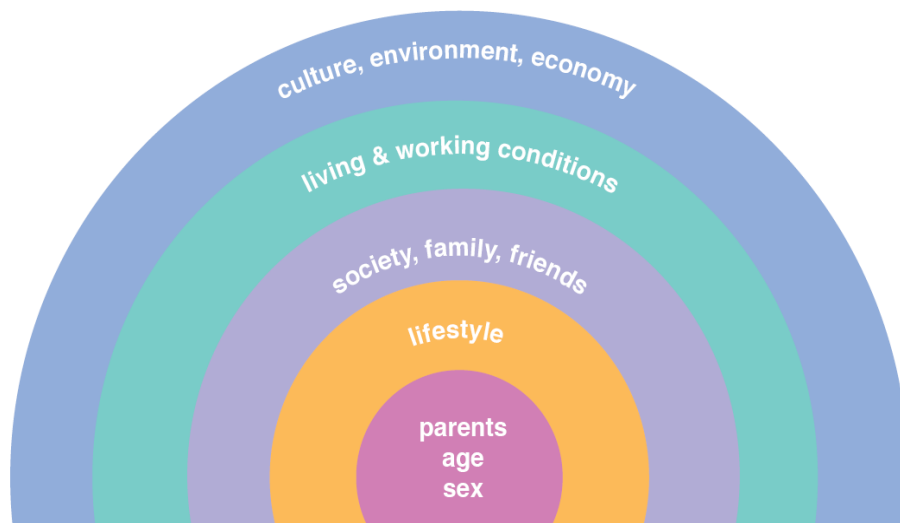 culture, environment, economy
living & working conditions
society, family, friends
lifestyle
parents
age
sex